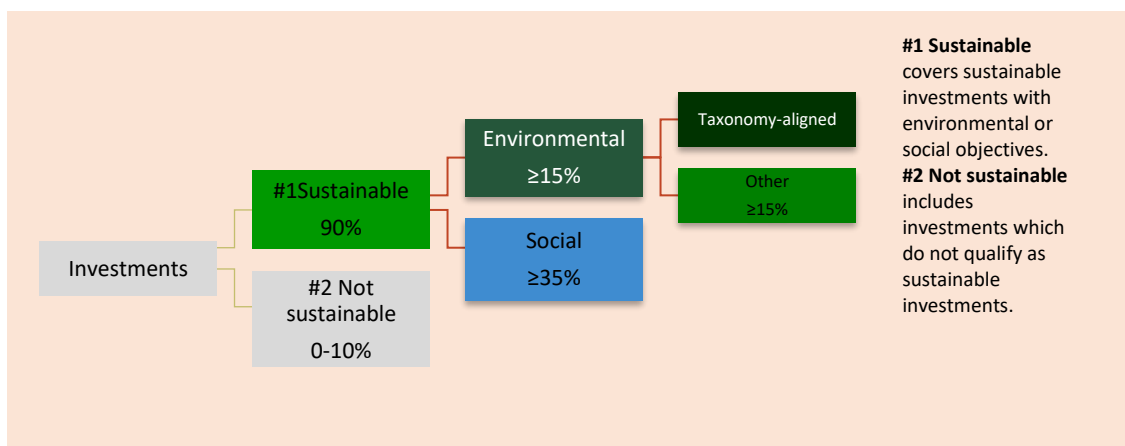 Investments
#1Sustainable
90%
#2 Not
sustainable
0-10%
Environmental
≥15%
Social
≥35%
Taxonomy-aligned
Other
≥15%
#1 Sustainable
covers sustainable
investments with
environmental or
social objectives.
#2 Not sustainable
includes
investments which
do not qualify as
sustainable
investments.